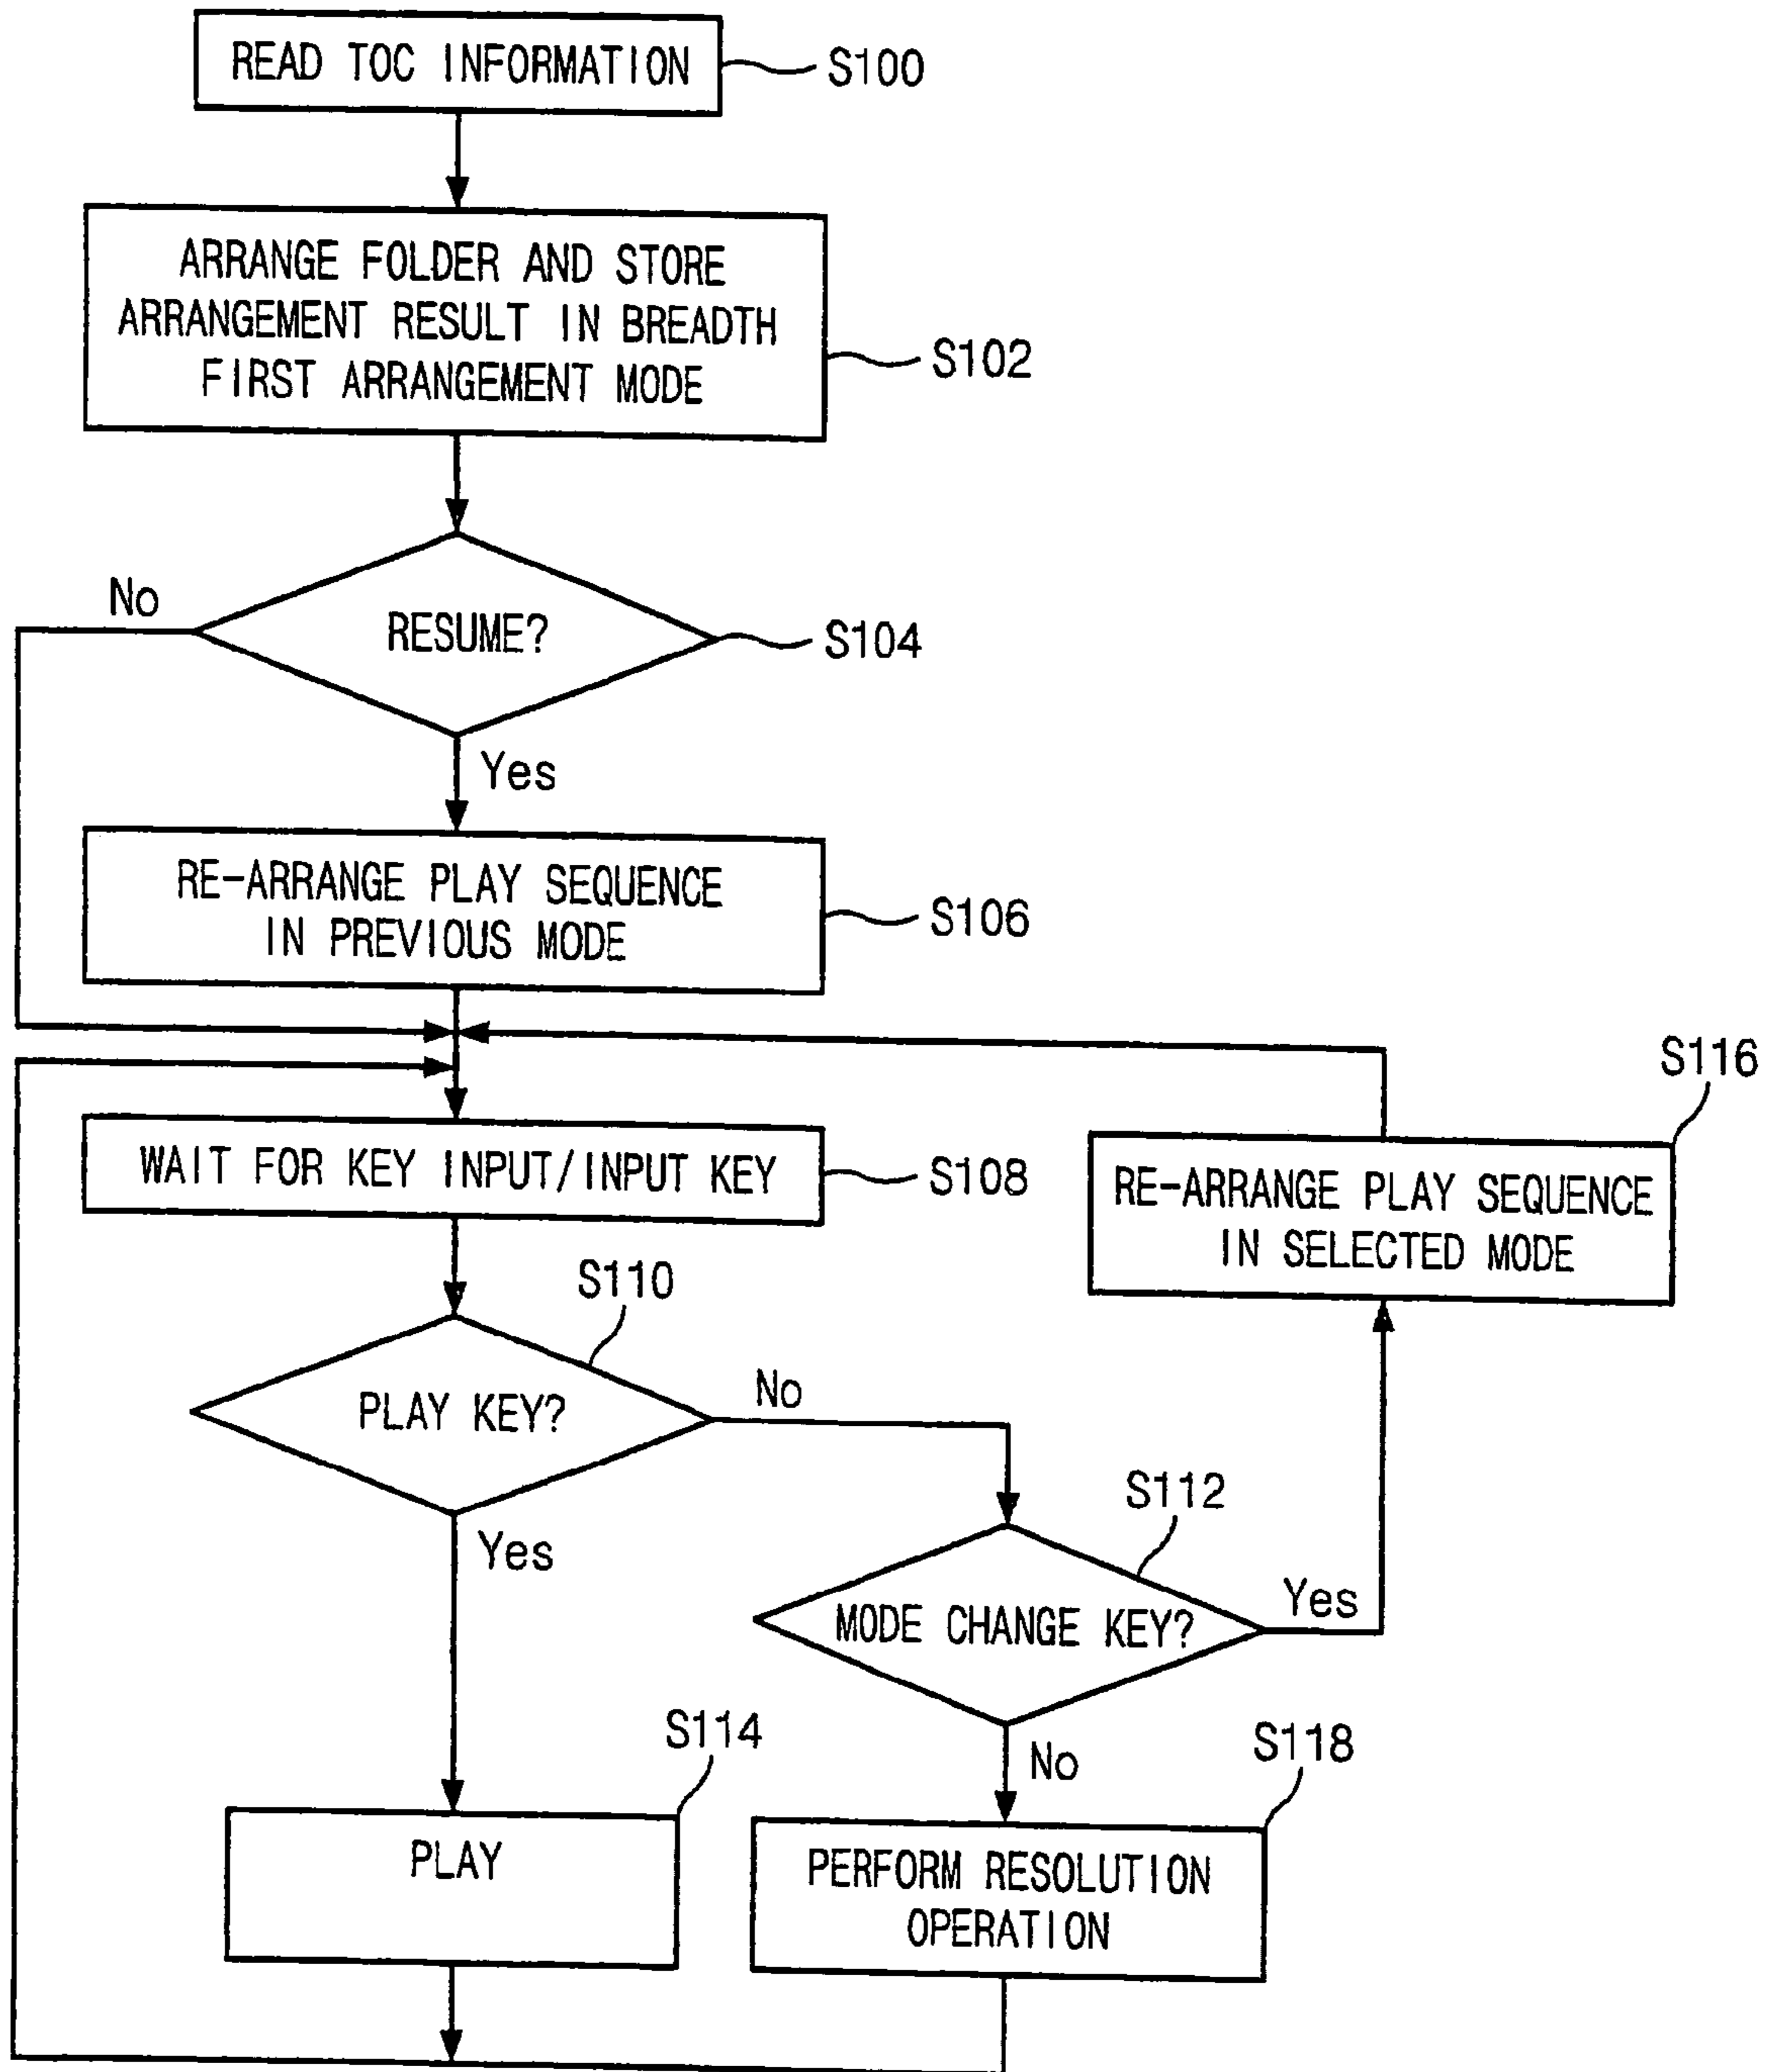 READ TOC INFORMATION
S100
ARRANGE FOLDER AND STORE
ARRANGEMENT RESULT IN BREADTH
FIRST ARRANGEMENT MODE
S102
No
RESUME?
S104
Yes
RE-ARRANGE PLAY SEQUENCE
IN PREVIOUS MODE
S106
S116
WAIT FOR KEY INPUT/INPUT KEY
S108
RE-ARRANGE PLAY SEQUENCE
IN SELECTED MODE
S110
PLAY KEY?
No
S112
Yes
MODE CHANGE KEY?
Yes
S114
No
S118
PLAY
PERFORM RESOLUTION
OPERATION